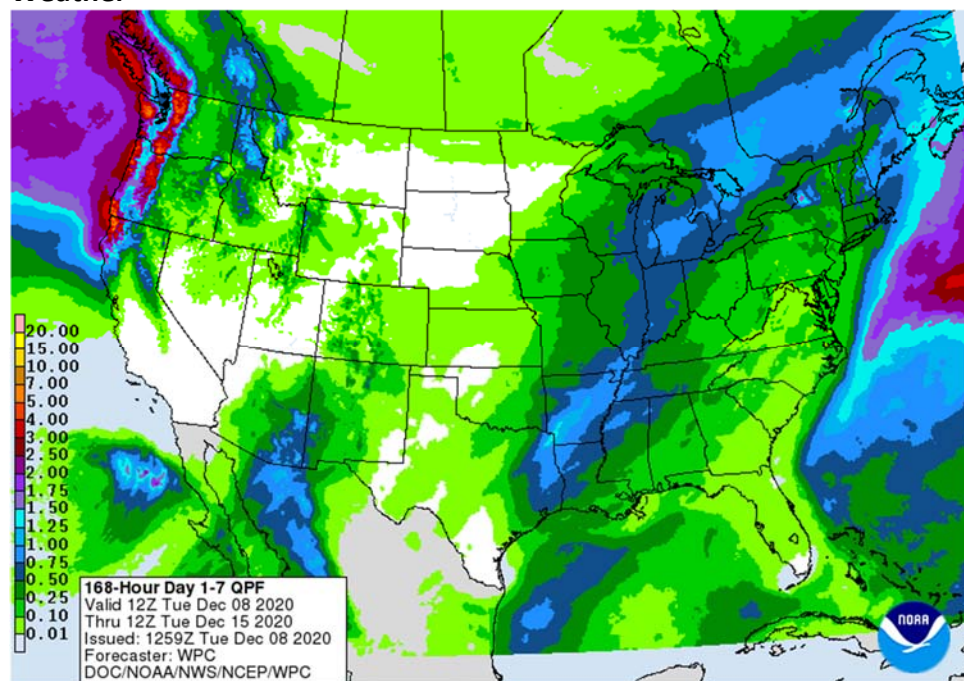 Weather
20.00
15.00
10.00
7.00
5.00
4.00
3.00
2.50
2.00
1.75
1.50
1.25
1.00
0.75
0.50
0.25
0.10
0.01
168-Hour Day 1-7 QPF
Valid 12Z Tue Dec 08 2020
Thru 12Z Tue Dec 15 2020
Issued: 1259Z Tue Dec 08 2020
Forecaster: WPC
DOC/NOAA/NWS/NCEP/WPC
NOAA